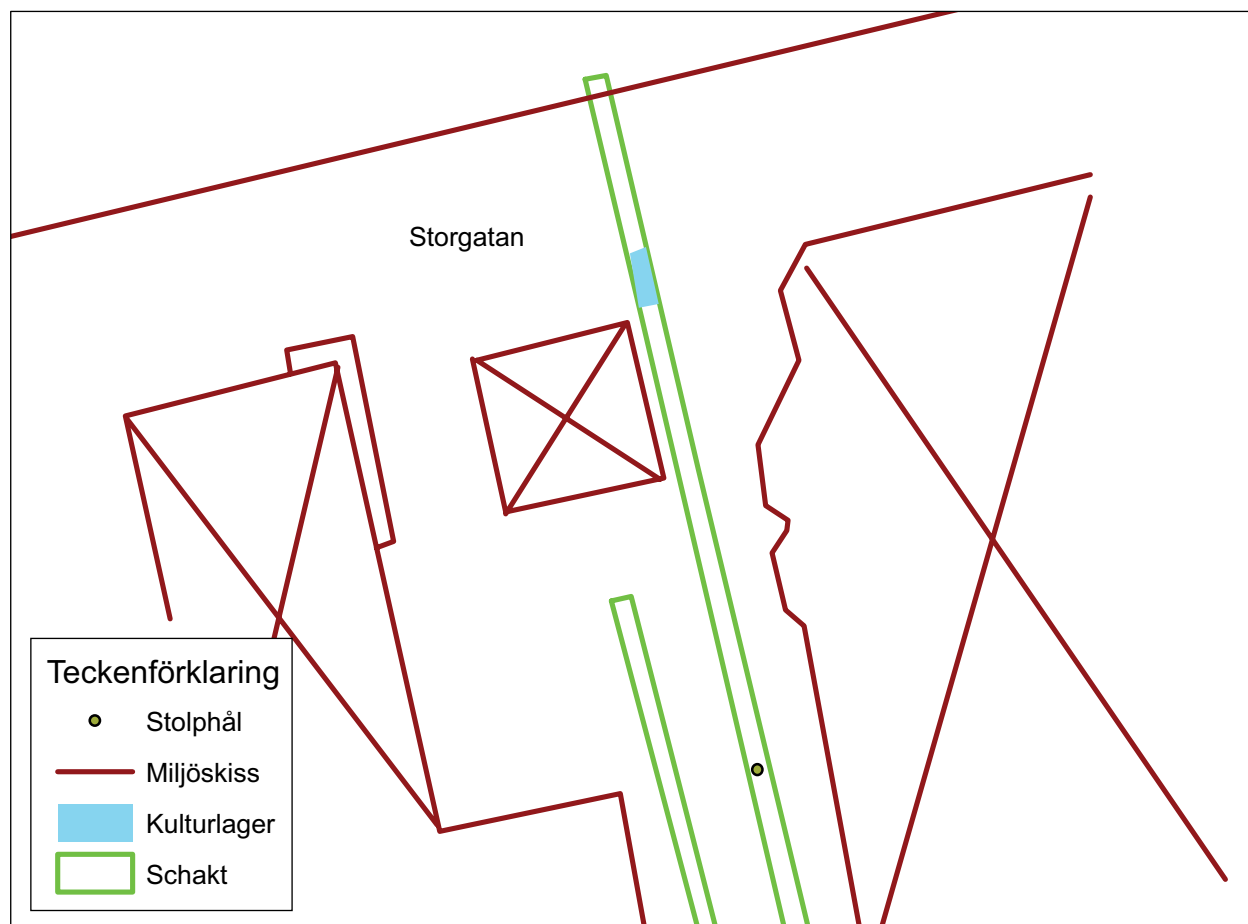 Storgatan
Teckenförklaring
Stolphål
Miljöskiss
Kulturlager
Schakt